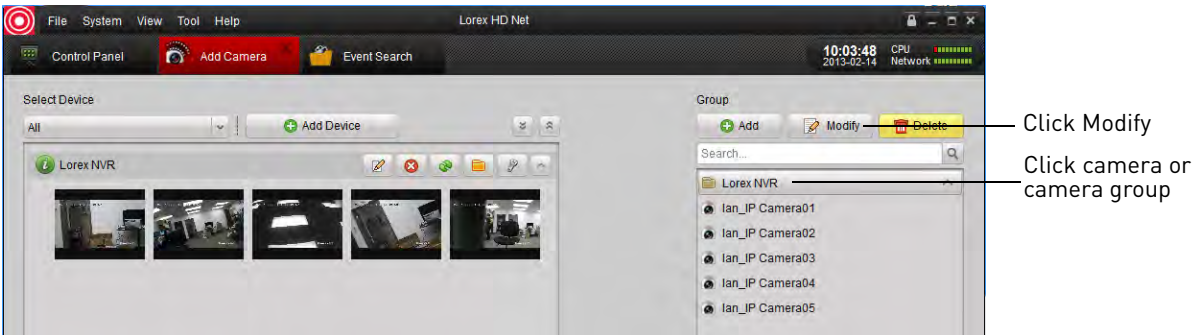 File System View Tool Help Lorex HD Net
Control Panel Add Camera Event Search 10:03:48 CPU
2013-02-14 Network
Select Device Group
All Add Device Add Modify Delete Click Modify
Search...
Lorex NVR Lorex NVR Click camera or
camera group
Ian_IP Camera01
Ian_IP Camera02
Ian_IP Camera03
Ian_IP Camera04
Ian_IP Camera05